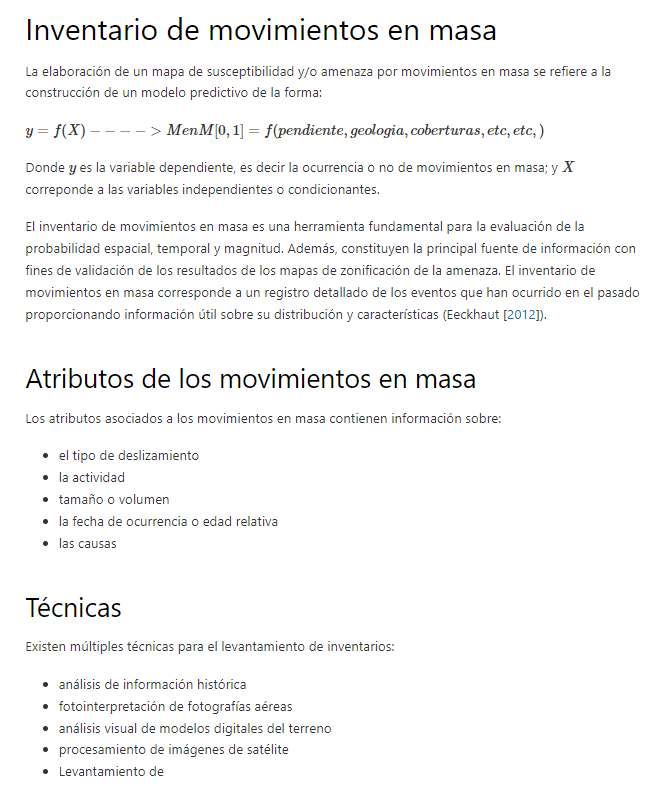 Inventario de movimientos en masa
La elaboración de un mapa de susceptibilidad y/o amenaza por movimientos en masa se refiere a la
construcción de un modelo predictivo de la forma:
y = f(X) − − − − > MenM[0, 1] = f(pendiente, geologia, coberturas, etc, etc, )
Donde y es la variable dependiente, es decir la ocurrencia o no de movimientos en masa; y X
correponde a las variables independientes o condicionantes.
El inventario de movimientos en masa es una herramienta fundamental para la evaluación de la
probabilidad espacial, temporal y magnitud. Además, constituyen la principal fuente de información con
fines de validación de los resultados de los mapas de zonificación de la amenaza. El inventario de
movimientos en masa corresponde a un registro detallado de los eventos que han ocurrido en el pasado
proporcionando información útil sobre su distribución y características (Eeckhaut [2012]).
Atributos de los movimientos en masa
Los atributos asociados a los movimientos en masa contienen información sobre:
• el tipo de deslizamiento
• la actividad
• tamaño o volumen
• la fecha de ocurrencia o edad relativa
• las causas
Técnicas
Existen múltiples técnicas para el levantamiento de inventarios:
• análisis de información histórica
• fotointerpretación de fotografías aéreas
• análisis visual de modelos digitales del terreno
• procesamiento de imágenes de satélite
• Levantamiento de